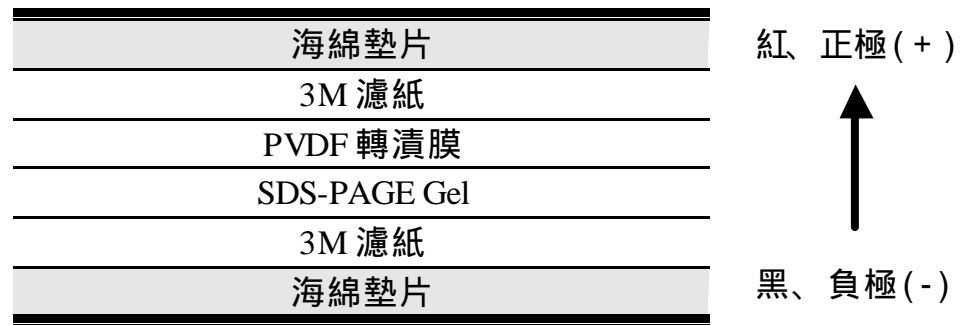 海綿墊片
紅、正極(+)
3M 濾紙
PVDF 轉漬膜
SDS-PAGE Gel
3M 濾紙
海綿墊片
黑、負極(-)